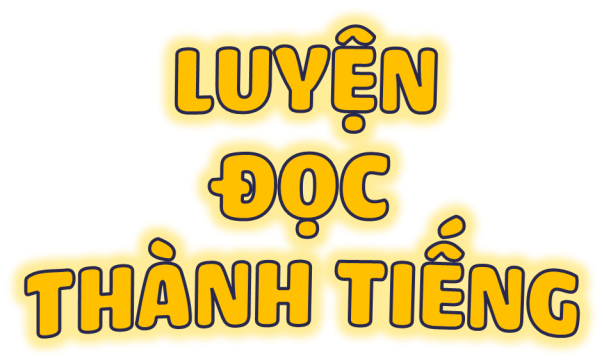 LUYỆN
ĐỌC
THÀNH TIẾNG